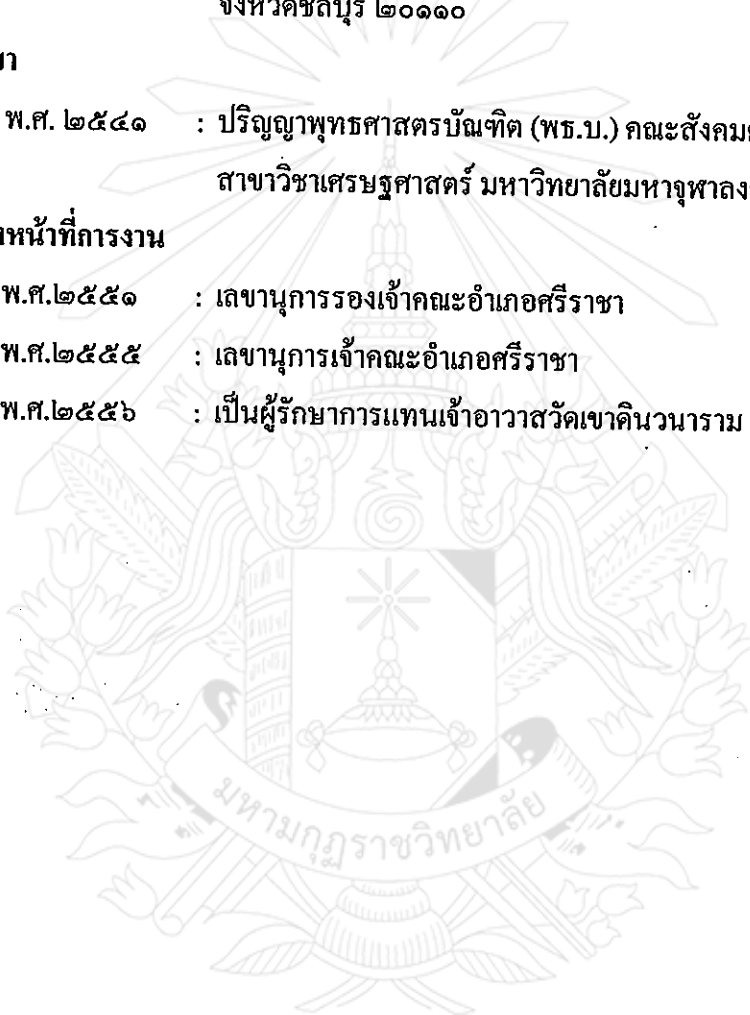 จังหวัดชลบุรี ๒๐๑๑๐
พ.ศ. ๒๕๔๑ : ปริญญาพุทธศาสตรบัณฑิต (พธ.บ.) คณะสังคม
สาขาวิชาเศรษฐศาสตร์ มหาวิทยาลัยมหาจุฬาลง
หน้าที่การงาน
พ.ศ.๒๕๕๑ : เลขานุการรองเจ้าคณะอำเภอศรีราชา
พ.ศ.๒๕๕๕ : เลขานุการเจ้าคณะอำเภอศรีราชา
พ.ศ.๒๕๕๖ : เป็นผู้รักษาการแทนเจ้าอาวาสวัดเขาคินวนาราม
มหามกุฏราชวิทยาลัย